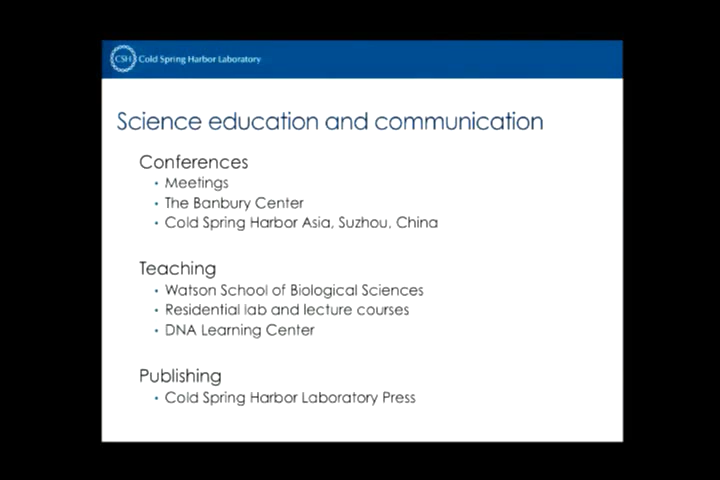 CSH Cold Spring Harbor Laboratory
Science education and communication
Conferences
• Meetings
• The Banbury Center
• Cold Spring Harbor Asia, Suzhou, China
Teaching
• Watson School of Biological Sciences
• Residential lab and lecture courses
• DNA Learning Center
Publishing
• Cold Spring Harbor Laboratory Press